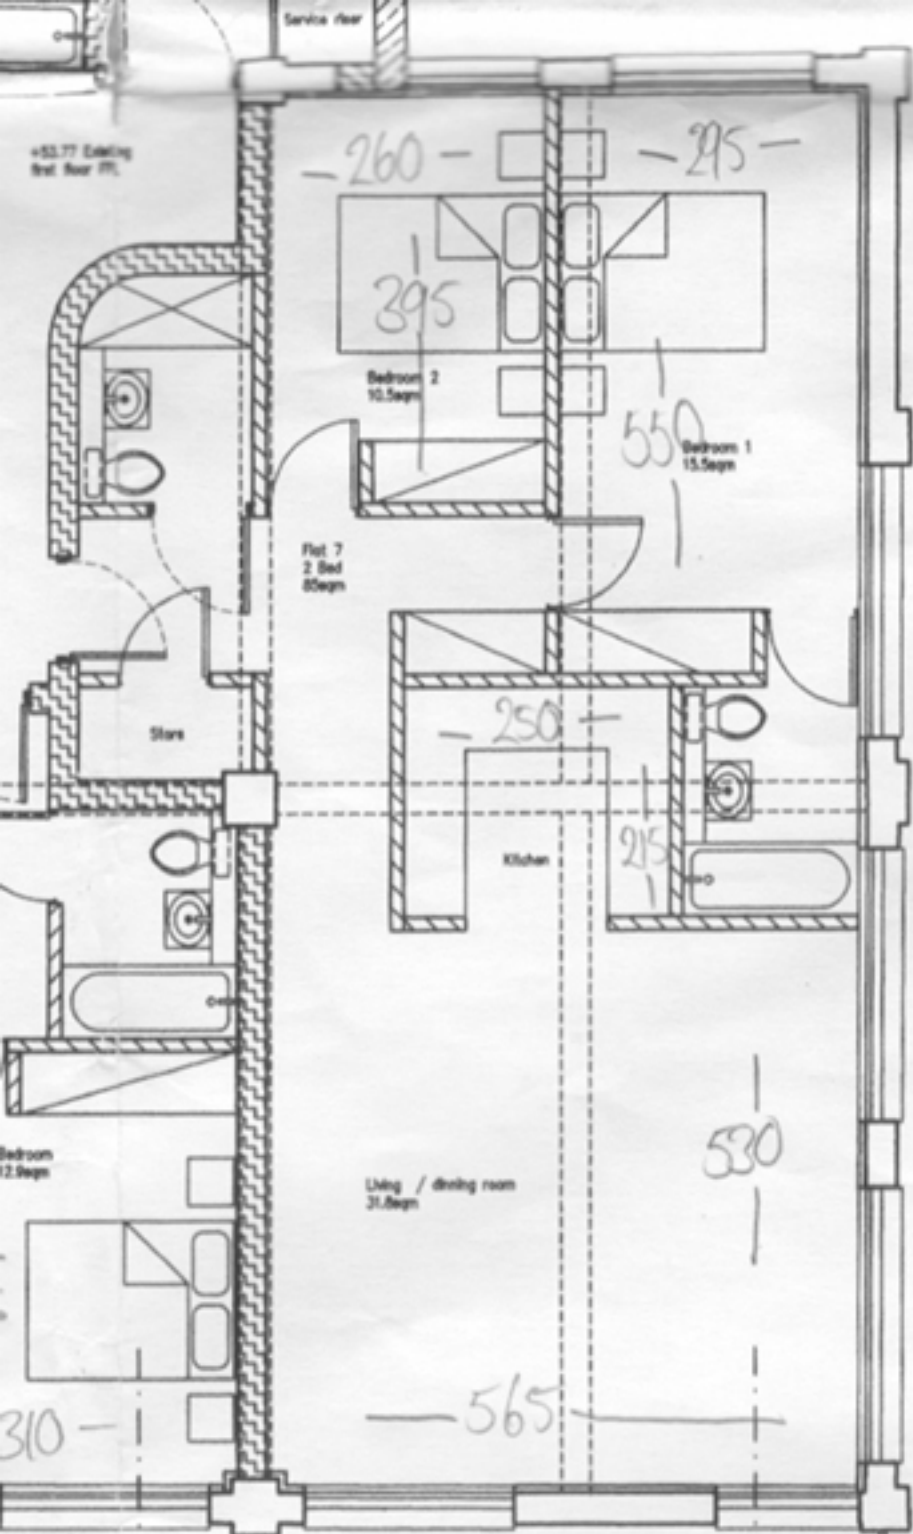 Service riser
+53.77 Existing
first floor FFL
- 260 -
- 295 -
395
Bedroom 2
10.5sqm
550
Bedroom 1
15.5sqm
Flat 7
2 Bed
85sqm
- 250 -
Store
215
Kitchen
530
Bedroom
12.9sqm
Living / dinning room
31.8sqm
565
310 -